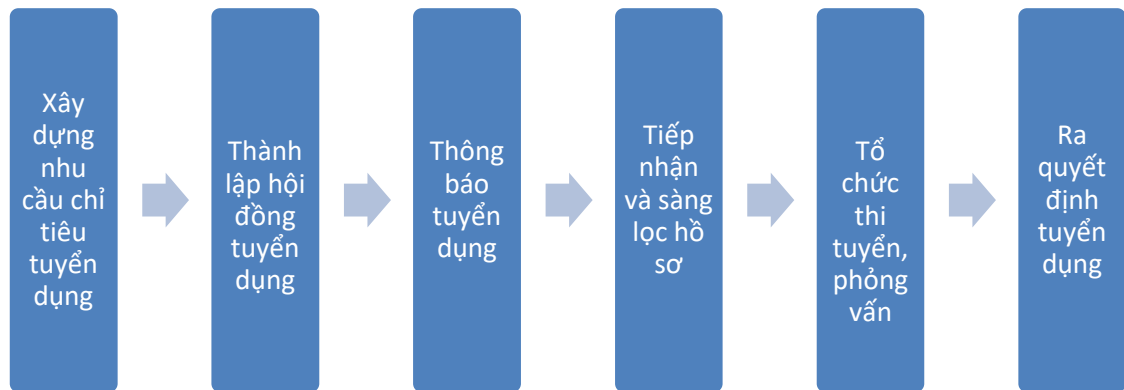 Xây
dựng
nhu
cầu chỉ
tiêu
tuyển
dụng
Thành
lập hội
đồng
tuyển
dụng
Thông
báo
tuyển
dụng
Tiếp
nhận
và sàng
lọc hồ
sơ
Tổ
chức
thi
tuyển,
phỏng
vấn
Ra
quyết
định
tuyển
dụng